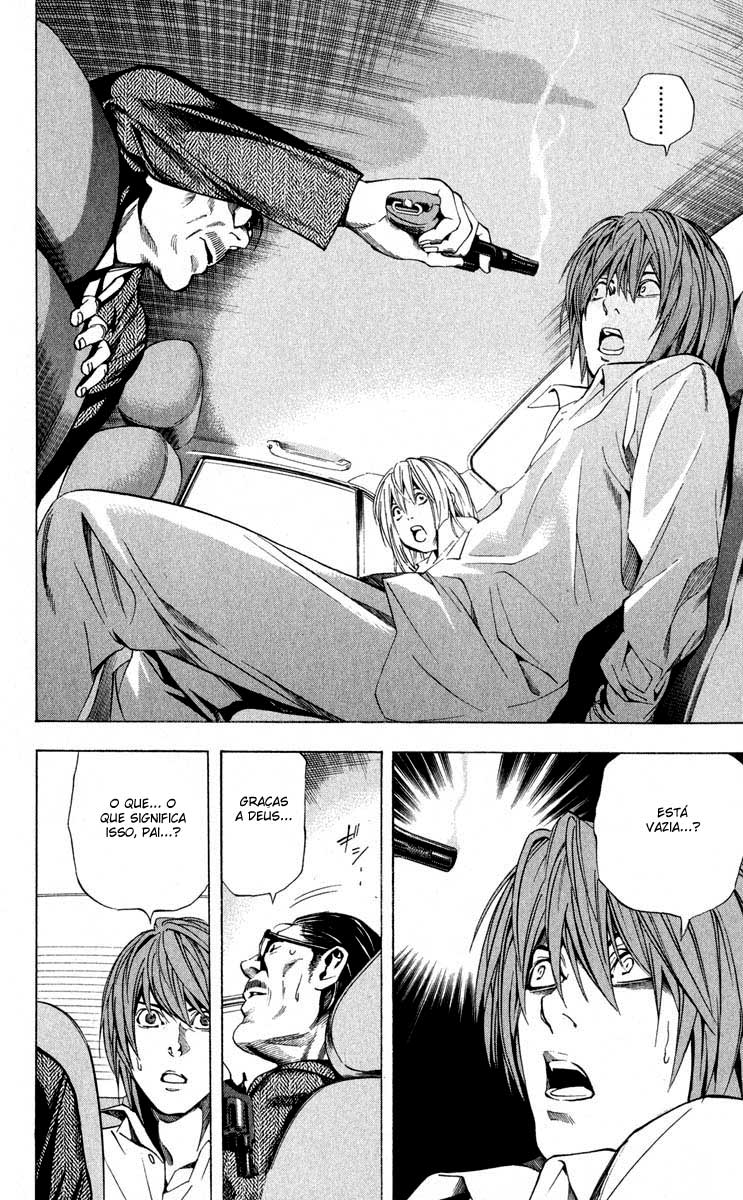 ………
ESTÁ
VAZIA...?
GRAÇAS
A DEUS...
O QUE... O
QUE SIGNIFICA
ISSO, PAI...?